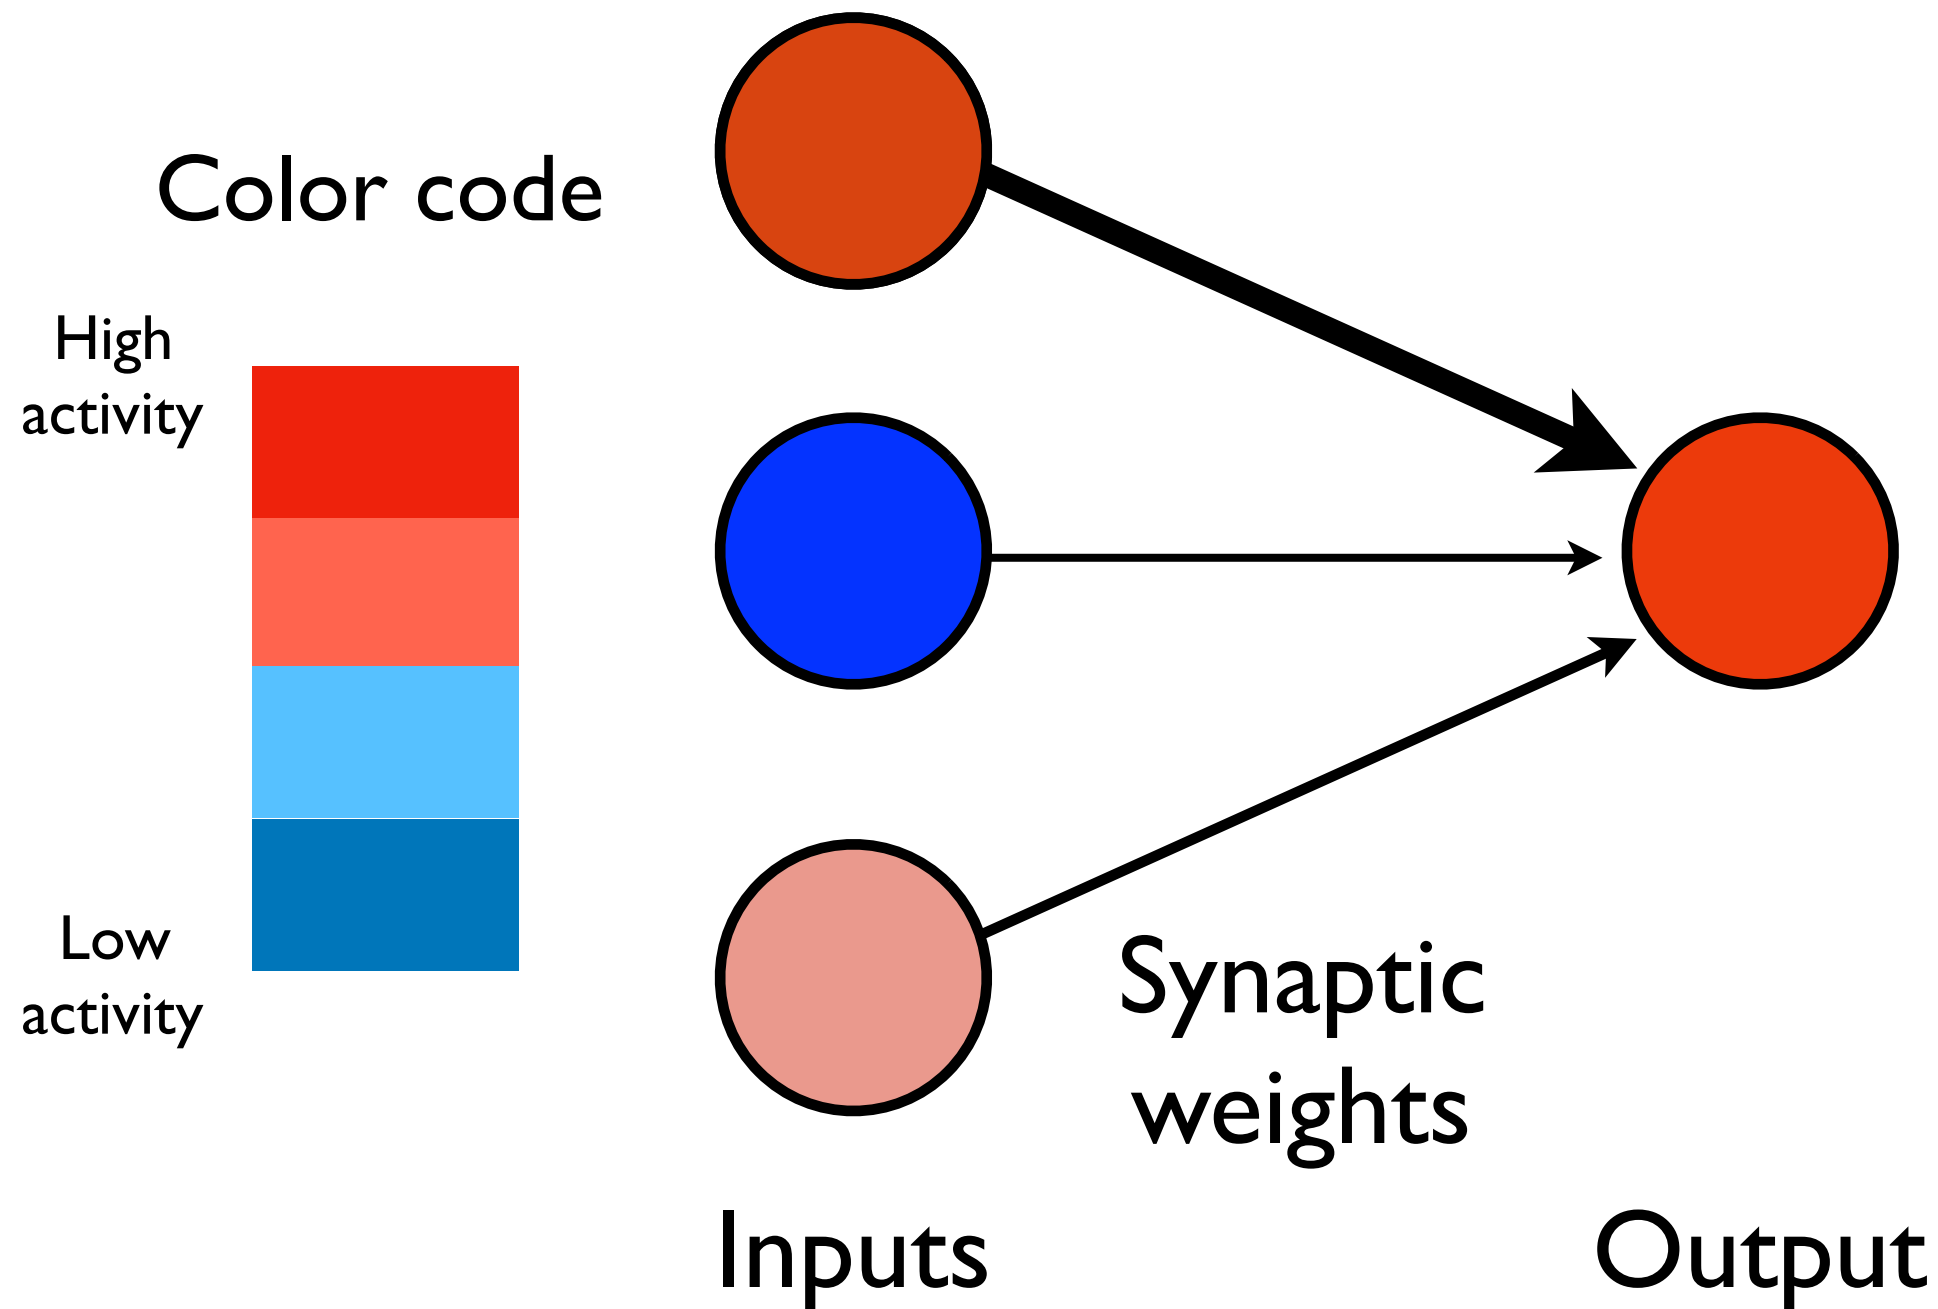 Color code
High
activity
Low
activity
Synaptic
weights
Inputs
Output